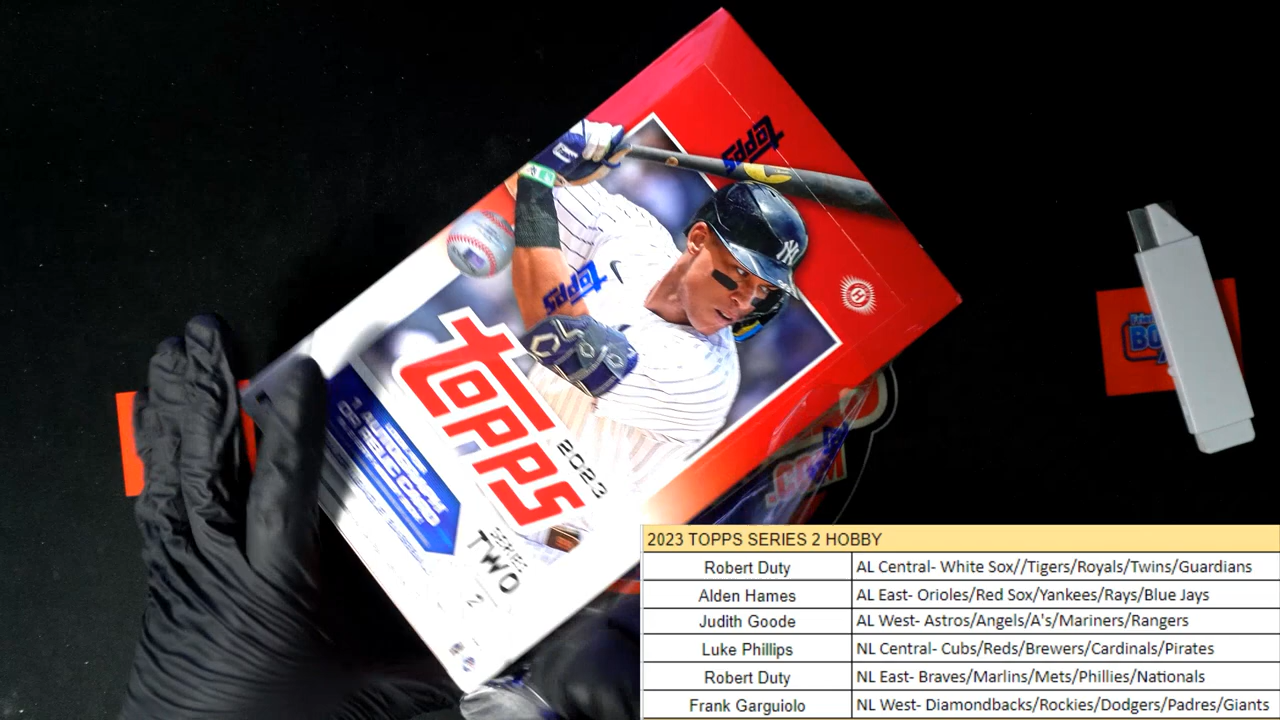 topps
topps
H
NY
topps
2023
SERIES
TWO
BO
.COM
2023 TOPPS SERIES 2 HOBBY
Robert Duty AL Central- White Sox//Tigers/Royals/Twins/Guardians
Alden Hames AL East- Orioles/Red Sox/Yankees/Rays/Blue Jays
Judith Goode AL West- Astros/Angels/A's/Mariners/Rangers
Luke Phillips NL Central- Cubs/Reds/Brewers/Cardinals/Pirates
Robert Duty NL East- Braves/Marlins/Mets/Phillies/Nationals
Frank Garguiolo NL West- Diamondbacks/Rockies/Dodgers/Padres/Giants